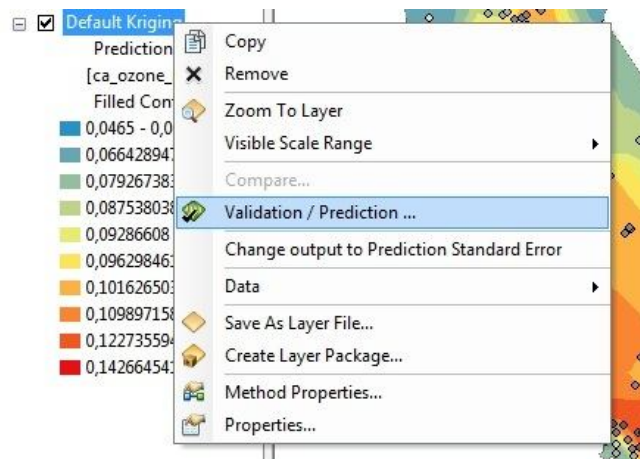 Default Kriging
Prediction
[ca_ozone_
Filled Con
0,0465 - 0,0
0,066428947
0,079267383
0,087538038
0,09286608
0,09629846
0,101626503
0,109897158
0,122735594
0,14266454
Copy
Remove
Zoom To Layer
Visible Scale Range
Compare...
Validation / Prediction ...
Change output to Prediction Standard Error
Data
Save As Layer File...
Create Layer Package...
Method Properties...
Properties...